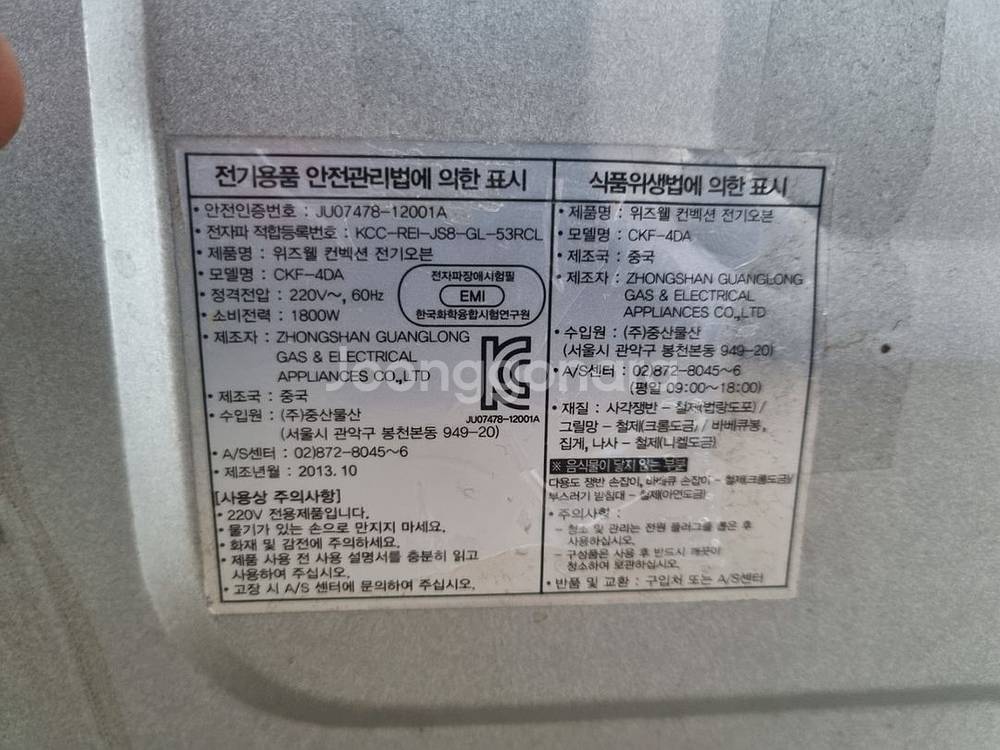 전기용품 안전관리법에 의한 표시
• 안전인증번호 : JU07478-12001A
• 전자파 적합등록번호 : KCC-REI-JS8-GL-53RCL
• 제품명 : 위즈웰 컨벡션 전기오븐
• 모델명 : CKF-4DA
• 정격전압 : 220V~, 60Hz
• 소비전력 : 1800W
전자파장애시험필
EMI
한국화학융합시험연구원
• 제조자 : ZHONGSHAN GUANGLONG
GAS & ELECTRICAL
APPLIANCES CO.,LTD
JU07478-12001A
• 제조국 : 중국
• 수입원 : (주)중산물산
(서울시 관악구 봉천본동 949-20)
• A/S센터 : 02)872-8045~6
• 제조년월 : 2013.10
[사용상 주의사항]
• 220V 전용제품입니다.
• 물기가 있는 손으로 만지지 마세요.
• 화재 및 감전에 주의하세요.
• 제품 사용 전 사용 설명서를 충분히 읽고
사용하여 주십시오.
• 고장 시 A/S 센터에 문의하여 주십시오.
식품위생법에 의한 표시
• 제품명 : 위즈웰 컨벡션 전기오븐
• 모델명 : CKF-4DA
• 제조국 : 중국
• 제조자 : ZHONGSHAN GUANGLONG
GAS & ELECTRICAL
APPLIANCES CO.,LTD
• 수입원 : (주)중산물산
(서울시 관악구 봉천본동 949-20)
• A/S센터 : 02)872-8045~6
(평일 09:00~18:00)
• 재질 : 사각쟁반 - 철제(법랑도포) /
그릴망 - 철제(크롬도금) / 바베큐봉,
집게, 나사 - 철제(니켈도금)
※ 음식물이 닿지 않는 부분
다용도 쟁반 손잡이, 바베큐 손잡이 - 철제(크롬도금)/
부스러기 받침대 - 철제(아연도금)
• 주의사항 :
- 청소 및 관리는 전원 플러그를 뽑은 후
사용하십시오.
- 구성품은 사용 후 반드시 깨끗이
청소하여 보관하십시오.
• 반품 및 교환 : 구입처 또는 A/S센터